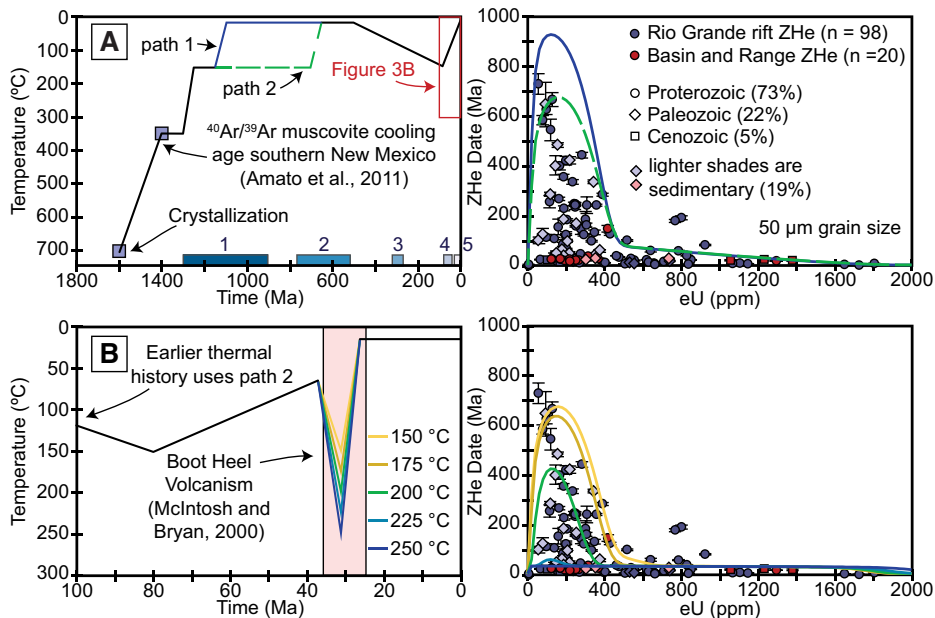 A
path 1
path 2
Figure 3B
⁴⁰Ar/³⁹Ar muscovite cooling
age southern New Mexico
(Amato et al., 2011)
Crystallization
1 2 3 4 5
0
100
200
300
400
500
600
700
Temperature (ºC)
1800 1400 1000 600 200
Time (Ma)
1000
800
600
400
200
0
ZHe Date (Ma)
Rio Grande rift ZHe (n = 98)
Basin and Range ZHe (n =20)
Proterozoic (73%)
Paleozoic (22%)
Cenozoic (5%)
lighter shades are
sedimentary (19%)
50 µm grain size
0 400 800 1200 1600 2000
eU (ppm)
B
Earlier thermal
history uses path 2
Boot Heel
Volcanism
(McIntosh and
Bryan, 2000)
150 °C
175 °C
200 °C
225 °C
250 °C
0
50
100
150
200
250
300
Temperature (ºC)
100 80 60 40 20 0
Time (Ma)
1000
800
600
400
200
0
ZHe Date (Ma)
0 400 800 1200 1600 2000
eU (ppm)